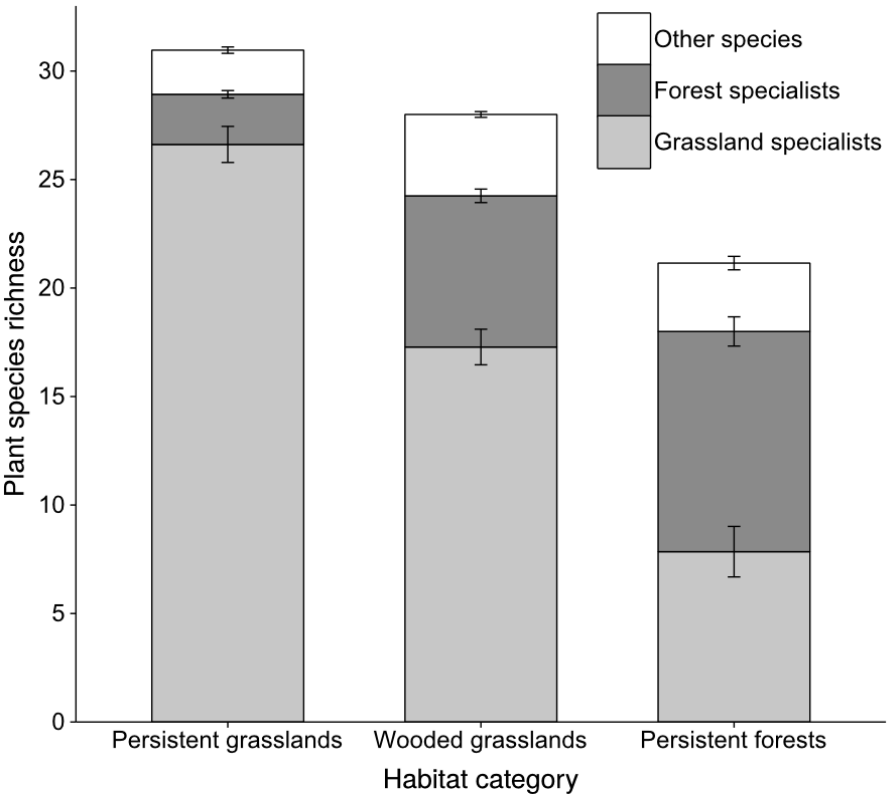 Other species
Forest specialists
Grassland specialists
Plant species richness
30
25
20
15
10
5
0
Persistent grasslands
Wooded grasslands
Persistent forests
Habitat category